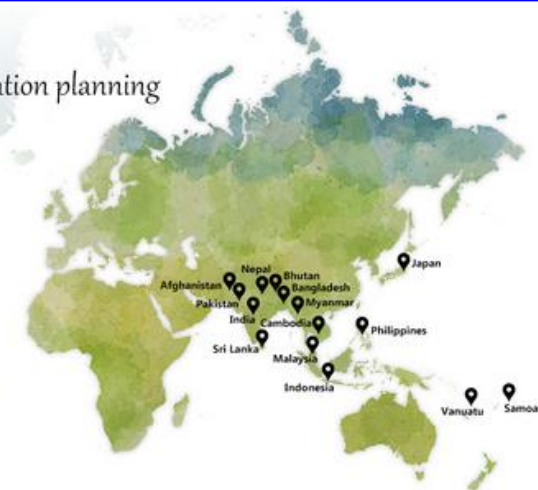 ation planning
Japan
Nepal
Bhutan
Afghanistan
Bangladesh
Pakistan
Myanmar
India
Cambodia
Philippines
Sri Lanka
Malaysia
Indonesia
Vanuatu
Samoa